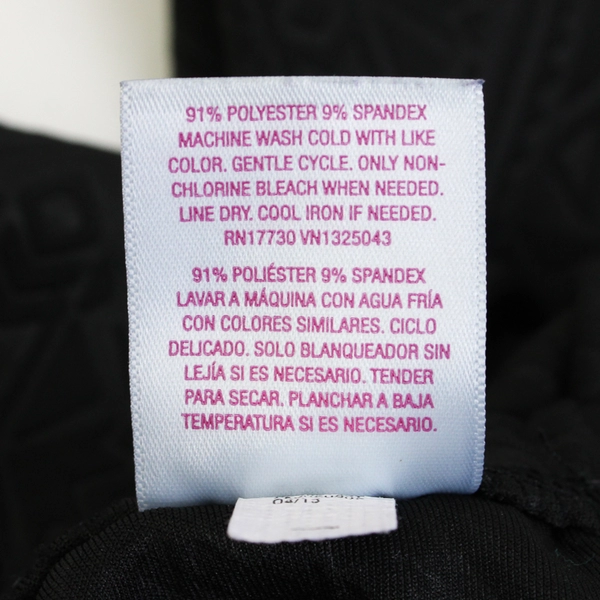 91% POLYESTER 9% SPANDEX
MACHINE WASH COLD WITH LIKE
COLOR. GENTLE CYCLE. ONLY NON-
CHLORINE BLEACH WHEN NEEDED.
LINE DRY. COOL IRON IF NEEDED.
RN17730 VN1325043
91% POLIÉSTER 9% SPANDEX
LAVAR A MÁQUINA CON AGUA FRÍA
CON COLORES SIMILARES. CICLO
DELICADO. SOLO BLANQUEADOR SIN
LEJÍA SI ES NECESARIO. TENDER
PARA SECAR. PLANCHAR A BAJA
TEMPERATURA SI ES NECESARIO.
04/13